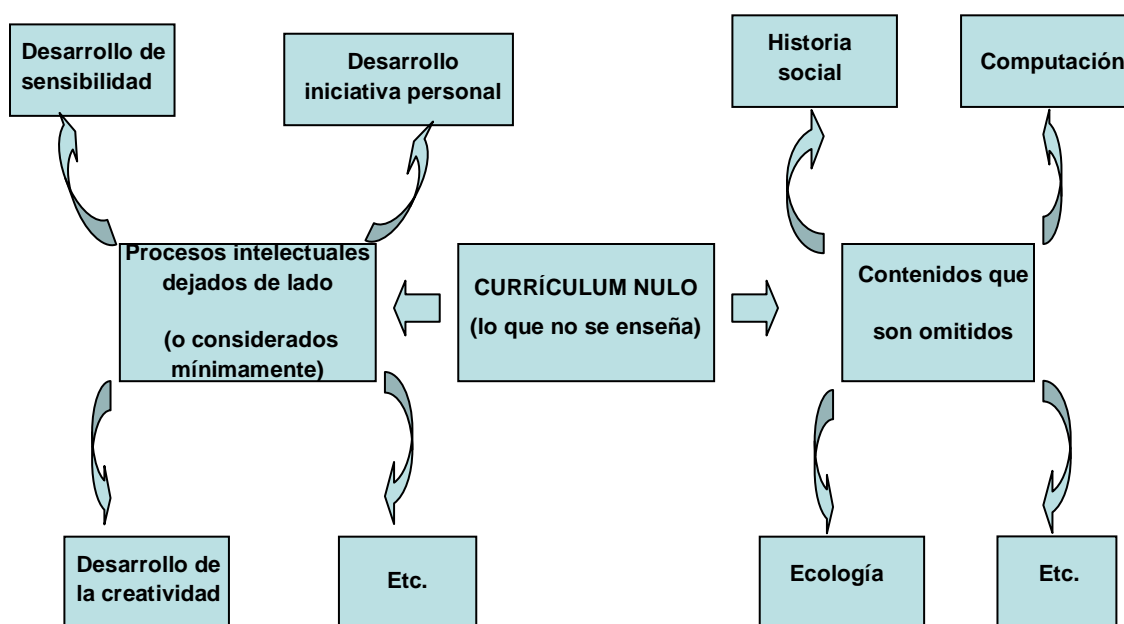 Desarrollo de
sensibilidad
Desarrollo
iniciativa personal
Historia
social
Computación
Procesos intelectuales
dejados de lado
(o considerados
mínimamente)
CURRÍCULUM NULO
(lo que no se enseña)
Contenidos que
son omitidos
Desarrollo de
la creatividad
Etc.
Ecología
Etc.